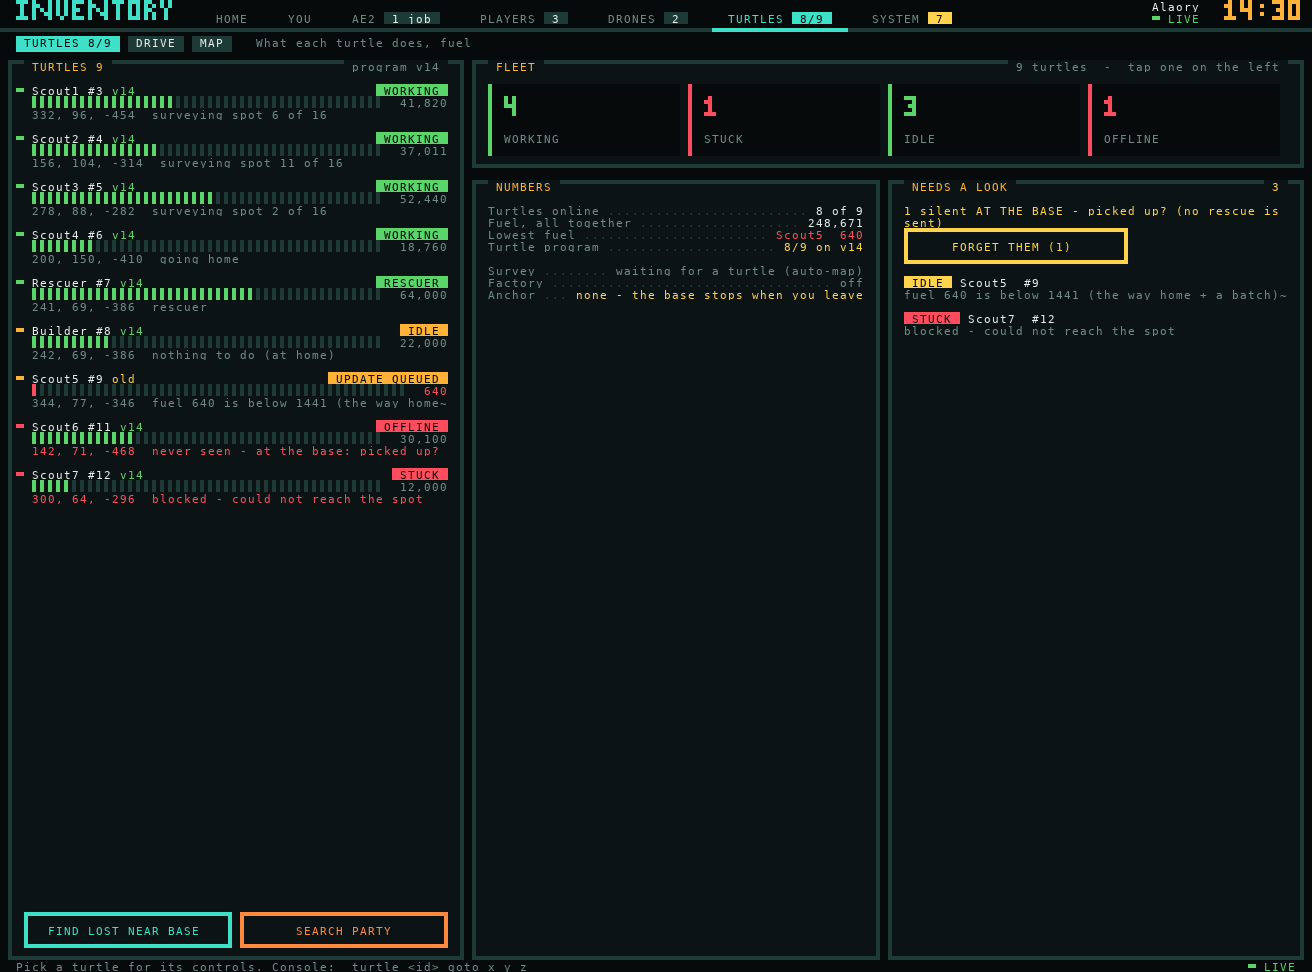 INVENTORY
HOME YOU AE2 1 job PLAYERS 3 DRONES 2 TURTLES 8/9 SYSTEM 7
Alaory
LIVE
14:30
TURTLES 8/9 DRIVE MAP What each turtle does, fuel
TURTLES 9 program v14
Scout1 #3 v14 WORKING
41,820
332, 96, -454 surveying spot 6 of 16
Scout2 #4 v14 WORKING
37,011
156, 104, -314 surveying spot 11 of 16
Scout3 #5 v14 WORKING
52,440
278, 88, -282 surveying spot 2 of 16
Scout4 #6 v14 WORKING
18,760
200, 150, -410 going home
Rescuer #7 v14 RESCUER
64,000
241, 69, -386 rescuer
Builder #8 v14 IDLE
22,000
242, 69, -386 nothing to do (at home)
Scout5 #9 old UPDATE QUEUED
640
344, 77, -346 fuel 640 is below 1441 (the way home~
Scout6 #11 v14 OFFLINE
30,100
142, 71, -468 never seen - at the base: picked up?
Scout7 #12 v14 STUCK
12,000
300, 64, -296 blocked - could not reach the spot
FIND LOST NEAR BASE SEARCH PARTY
FLEET 9 turtles - tap one on the left
4 1 3 1
WORKING STUCK IDLE OFFLINE
NUMBERS
Turtles online ......................... 8 of 9
Fuel, all together .................... 248,671
Lowest fuel ....................... Scout5 640
Turtle program ..................... 8/9 on v14
Survey ........ waiting for a turtle (auto-map)
Factory ................................... off
Anchor ... none - the base stops when you leave
NEEDS A LOOK 3
1 silent AT THE BASE - picked up? (no rescue is
sent)
FORGET THEM (1)
IDLE Scout5 #9
fuel 640 is below 1441 (the way home + a batch)~
STUCK Scout7 #12
blocked - could not reach the spot
Pick a turtle for its controls. Console: turtle <id> goto x y z
LIVE